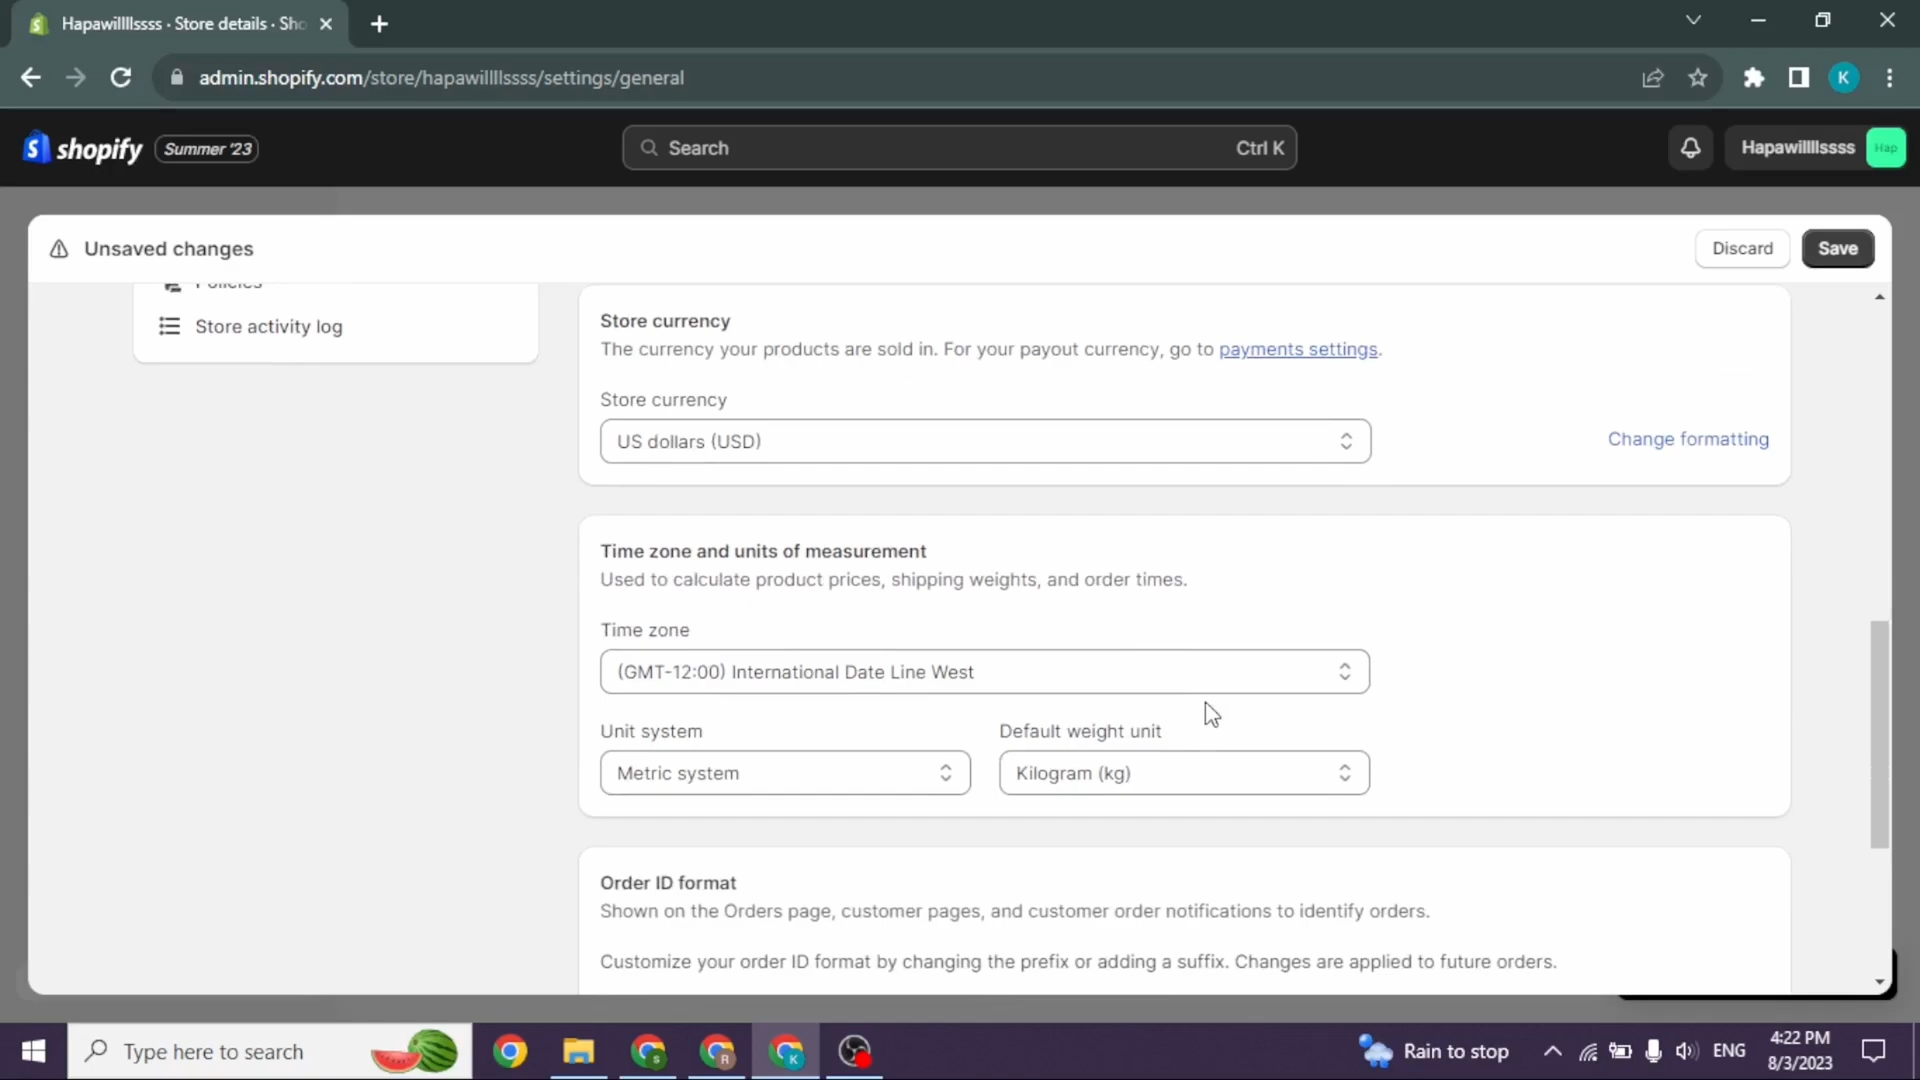 Hapawilllllssss · Store details · Sho
admin.shopify.com/store/hapawilllllssss/settings/general
K
shopify
Summer '23
Search
Ctrl K
Hapawilllllssss
Hap
Unsaved changes
Discard
Save
Policies
Store activity log
Store currency
The currency your products are sold in. For your payout currency, go to payments settings.
Store currency
US dollars (USD)
Change formatting
Time zone and units of measurement
Used to calculate product prices, shipping weights, and order times.
Time zone
(GMT-12:00) International Date Line West
Unit system
Default weight unit
Metric system
Kilogram (kg)
Order ID format
Shown on the Orders page, customer pages, and customer order notifications to identify orders.
Customize your order ID format by changing the prefix or adding a suffix. Changes are applied to future orders.
Type here to search
S
R
K
Rain to stop
ENG
4:22 PM
8/3/2023